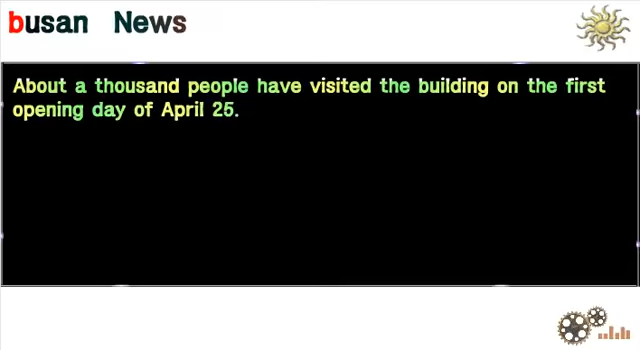 busan News
About a thousand people have visited the building on the first
opening day of April 25.